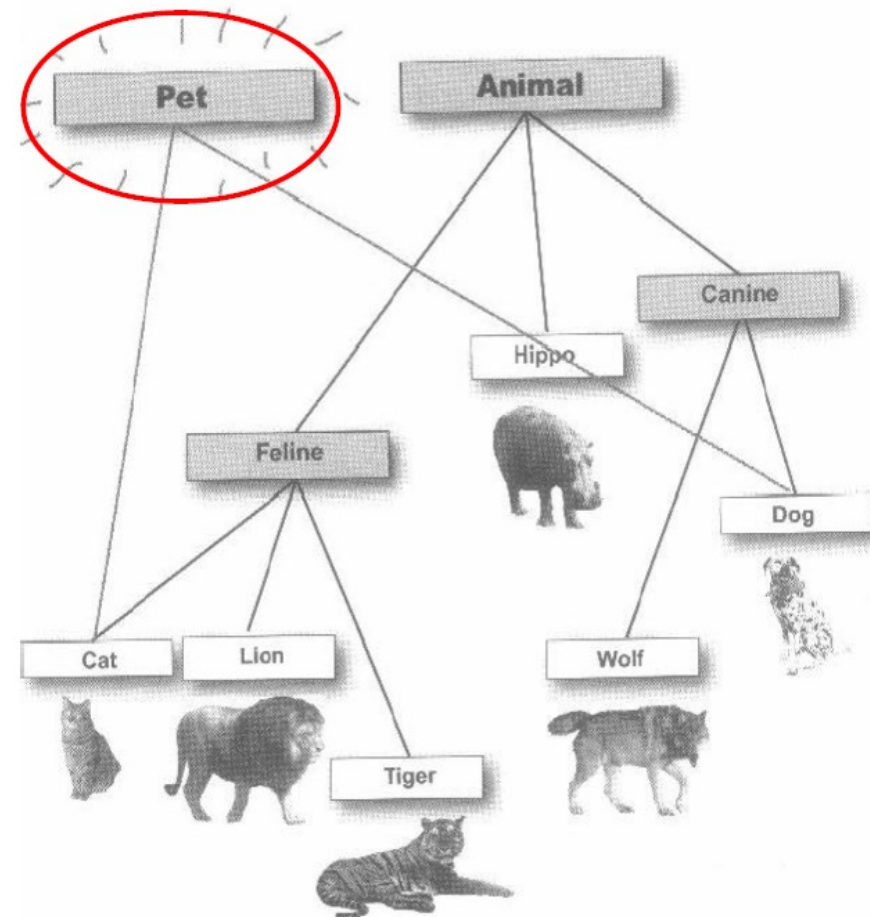 Pet
Animal
Canine
Hippo
Feline
Dog
Cat
Lion
Wolf
Tiger